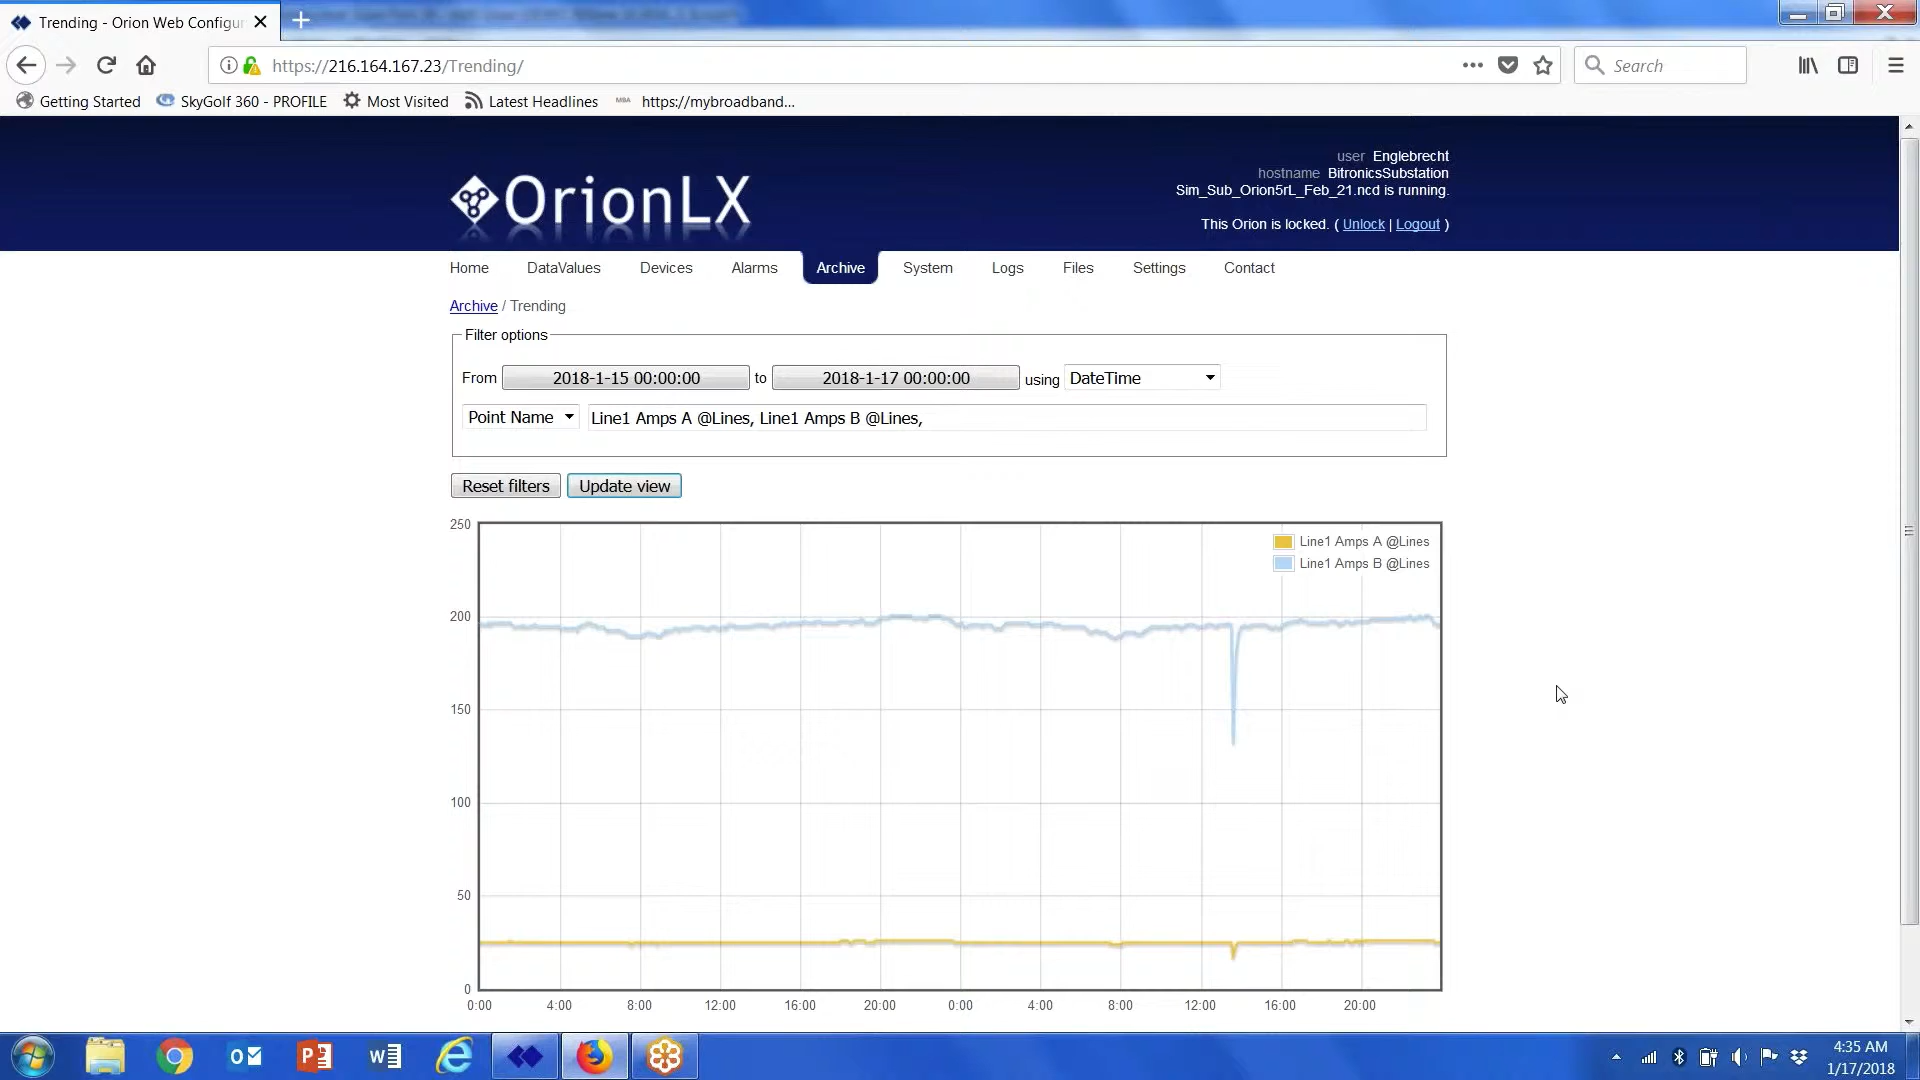 Trending - Orion Web Configur
https://216.164.167.23/Trending/
Search
Getting Started
SkyGolf 360 - PROFILE
Most Visited
Latest Headlines
MBA
https://mybroadband...
OrionLX
user Englebrecht
hostname BitronicsSubstation
Sim_Sub_Orion5rL_Feb_21.ncd is running.
This Orion is locked. ( Unlock | Logout )
Home DataValues Devices Alarms Archive System Logs Files Settings Contact
Archive / Trending
Filter options
From 2018-1-15 00:00:00 to 2018-1-17 00:00:00 using DateTime
Point Name Line1 Amps A @Lines, Line1 Amps B @Lines,
Reset filters Update view
250
Line1 Amps A @Lines
Line1 Amps B @Lines
200
150
100
50
0
0:00 4:00 8:00 12:00 16:00 20:00 0:00 4:00 8:00 12:00 16:00 20:00
4:35 AM
1/17/2018